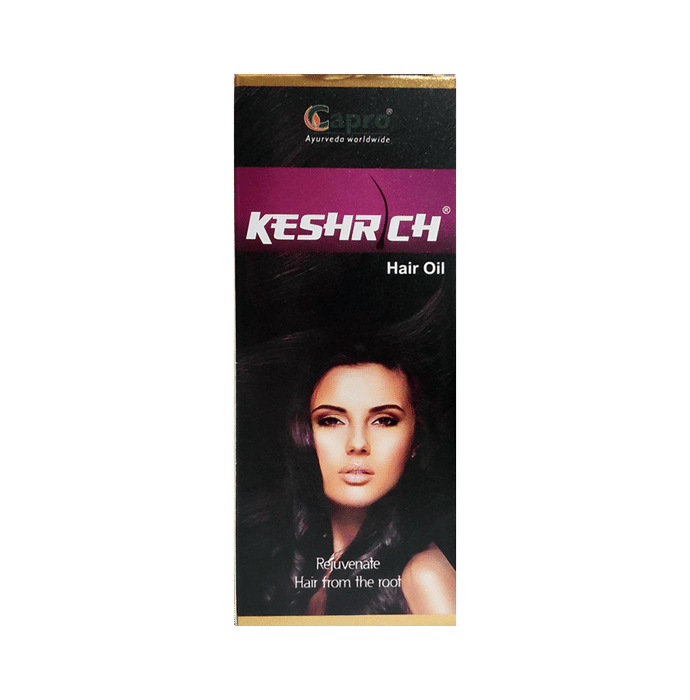 Capro®
Ayurveda worldwide
KESHRICH®
Hair Oil
Rejuvenate
Hair from the root